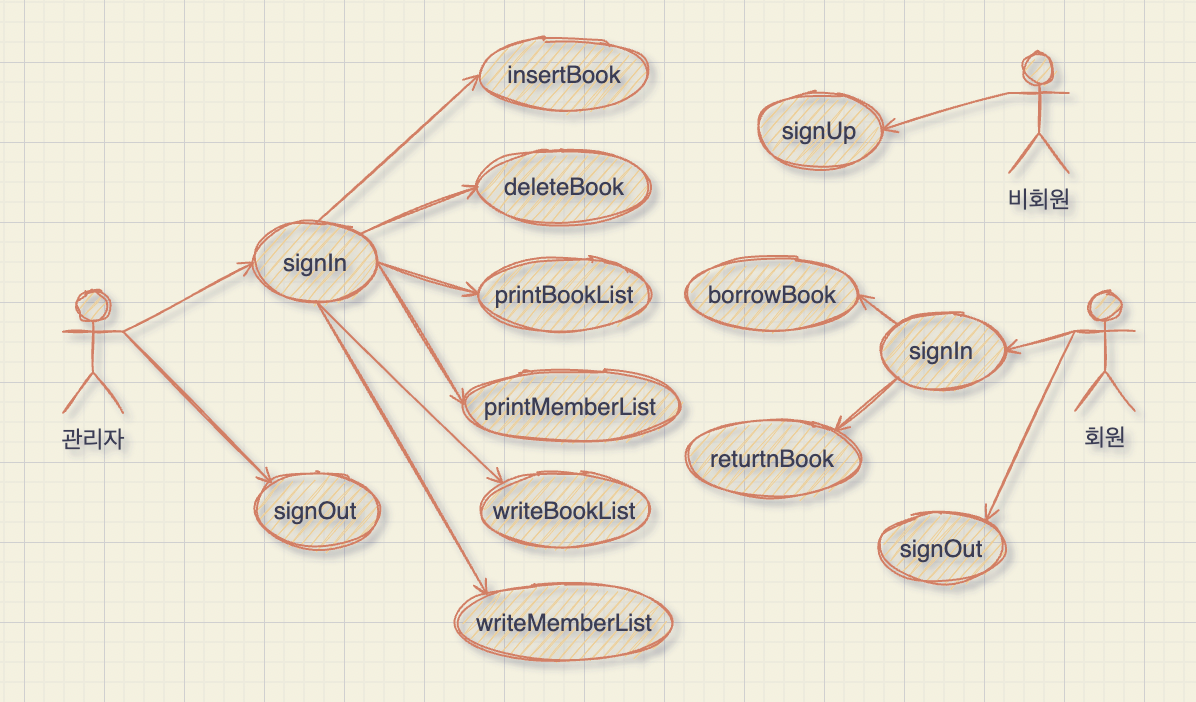 insertBook
signUp
deleteBook
비회원
signIn
printBookList
borrowBook
signIn
printMemberList
관리자
회원
returtnBook
signOut
writeBookList
signOut
writeMemberList